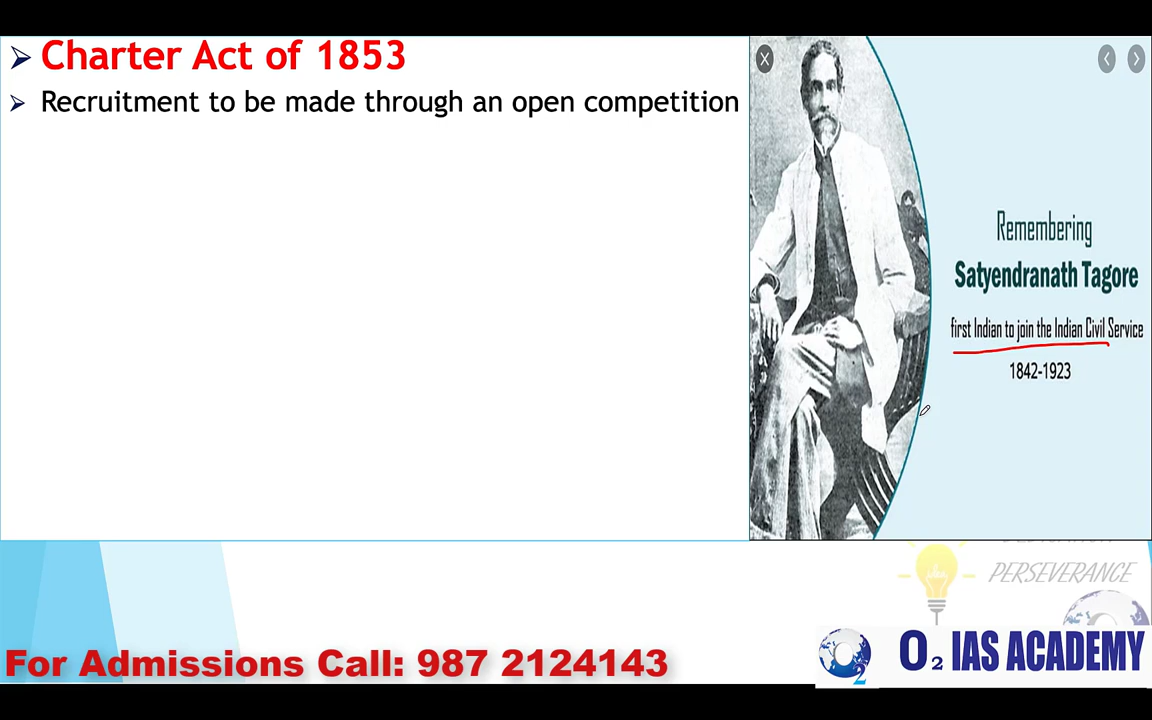 Charter Act of 1853
Recruitment to be made through an open competition
X
Remembering
Satyendranath Tagore
first Indian to join the Indian Civil Service
1842-1923
PERSEVERANCE
For Admissions Call: 987 2124143
O2 IAS ACADEMY